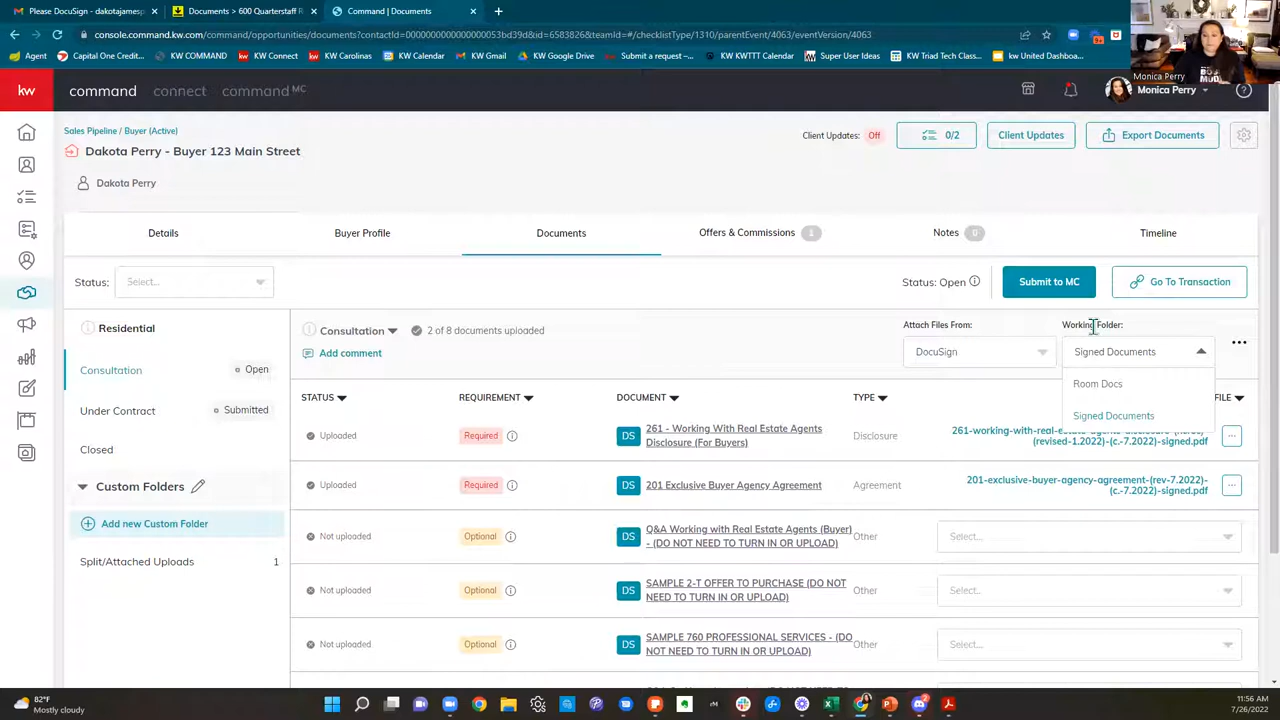 Please DocuSign - dakotajames
Documents > 600 Quarterstaff R
Command | Documents
console.command.kw.com/command/opportunities/documents?contactId=0000000000000000053bd39d&id=6583826&teamId=#/checklistType/1310/parentEvent/4063/eventVersion/4063
Agent
Capital One Credit...
KW COMMAND
KW Connect
KW Carolinas
KW Calendar
KW Gmail
KW Google Drive
Submit a request –...
KW KWTTT Calendar
Super User Ideas
KW Triad Tech Class...
kw United Dashboa...
Monica Perry
kw
command
connect
command MC
Monica Perry
Sales Pipeline / Buyer (Active)
Client Updates: Off
0/2
Client Updates
Export Documents
Dakota Perry - Buyer 123 Main Street
Dakota Perry
Details
Buyer Profile
Documents
Offers & Commissions 1
Notes 0
Timeline
Status: Select...
Status: Open
Submit to MC
Go To Transaction
Residential
Consultation
Open
Under Contract
Submitted
Closed
Custom Folders
Add new Custom Folder
Split/Attached Uploads 1
Consultation
2 of 8 documents uploaded
Add comment
Attach Files From:
DocuSign
Working Folder:
Signed Documents
Room Docs
Signed Documents
STATUS
REQUIREMENT
DOCUMENT
TYPE
FILE
Uploaded
Required
DS
261 - Working With Real Estate Agents
Disclosure (For Buyers)
Disclosure
(revised-1.2022)-(c.-7.2022)-signed.pdf
Uploaded
Required
DS
201 Exclusive Buyer Agency Agreement
Agreement
201-exclusive-buyer-agency-agreement-(rev-7.2022)-
(c.-7.2022)-signed.pdf
Not uploaded
Optional
DS
Q&A Working with Real Estate Agents (Buyer)
- (DO NOT NEED TO TURN IN OR UPLOAD)
Other
Select...
Not uploaded
Optional
DS
SAMPLE 2-T OFFER TO PURCHASE (DO NOT
NEED TO TURN IN OR UPLOAD)
Other
Select..
Not uploaded
Optional
DS
SAMPLE 760 PROFESSIONAL SERVICES - (DO
NOT NEED TO TURN IN OR UPLOAD)
Other
Select...
82°F
Mostly cloudy
11:56 AM
7/26/2022